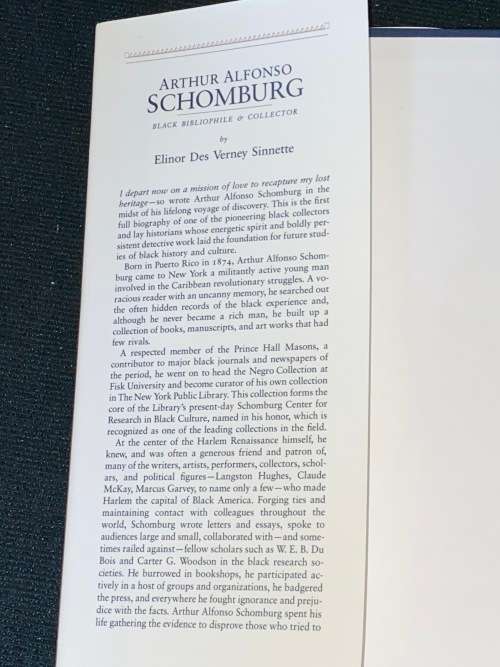 ARTHUR ALFONSO
SCHOMBURG
BLACK BIBLIOPHILE & COLLECTOR
by
Elinor Des Verney Sinnette
I depart now on a mission of love to recapture my lost
heritage—so wrote Arthur Alfonso Schomburg in the
midst of his lifelong voyage of discovery. This is the first
full biography of one of the pioneering black collectors
and lay historians whose energetic spirit and boldly per-
sistent detective work laid the foundation for future stud-
ies of black history and culture.
Born in Puerto Rico in 1874, Arthur Alfonso Schom-
burg came to New York a militantly active young man
involved in the Caribbean revolutionary struggles. A vo-
racious reader with an uncanny memory, he searched out
the often hidden records of the black experience and,
although he never became a rich man, he built up a
collection of books, manuscripts, and art works that had
few rivals.
A respected member of the Prince Hall Masons, a
contributor to major black journals and newspapers of
the period, he went on to head the Negro Collection at
Fisk University and become curator of his own collection
in The New York Public Library. This collection forms the
core of the Library's present-day Schomburg Center for
Research in Black Culture, named in his honor, which is
recognized as one of the leading collections in the field.
At the center of the Harlem Renaissance himself, he
knew, and was often a generous friend and patron of,
many of the writers, artists, performers, collectors, schol-
ars, and political figures—Langston Hughes, Claude
McKay, Marcus Garvey, to name only a few—who made
Harlem the capital of Black America. Forging ties and
maintaining contact with colleagues throughout the
world, Schomburg wrote letters and essays, spoke to
audiences large and small, collaborated with—and some-
times railed against—fellow scholars such as W. E. B. Du
Bois and Carter G. Woodson in the black research so-
cieties. He burrowed in bookshops, he participated ac-
tively in a host of groups and organizations, he badgered
the press, and everywhere he fought ignorance and preju-
dice with the facts. Arthur Alfonso Schomburg spent his
life gathering the evidence to disprove those who tried to